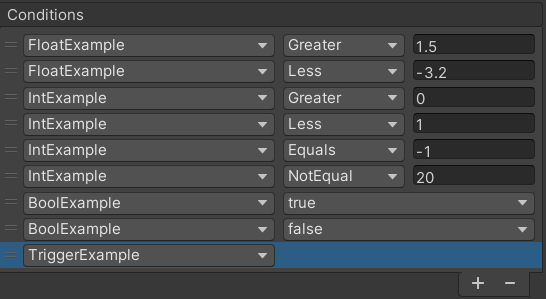 Conditions
FloatExample Greater 1.5
FloatExample Less -3.2
IntExample Greater 0
IntExample Less 1
IntExample Equals -1
IntExample NotEqual 20
BoolExample true
BoolExample false
TriggerExample
+ −